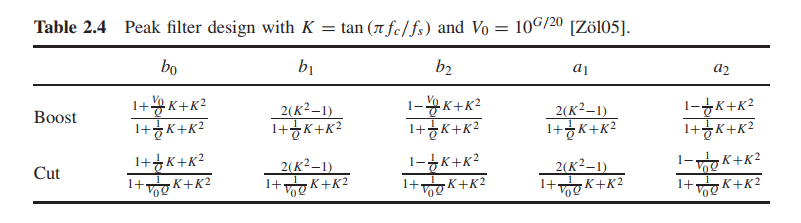 Table 2.4 Peak filter design with K = tan (πf_c/f_s) and V_0 = 10^{G/20} [Zöl05].
b_0 b_1 b_2 a_1 a_2
Boost \frac{1+\frac{V_0}{Q}K+K^2}{1+\frac{1}{Q}K+K^2} \frac{2(K^2−1)}{1+\frac{1}{Q}K+K^2} \frac{1−\frac{V_0}{Q}K+K^2}{1+\frac{1}{Q}K+K^2} \frac{2(K^2−1)}{1+\frac{1}{Q}K+K^2} \frac{1−\frac{1}{Q}K+K^2}{1+\frac{1}{Q}K+K^2}
Cut \frac{1+\frac{1}{Q}K+K^2}{1+\frac{1}{V_0Q}K+K^2} \frac{2(K^2−1)}{1+\frac{1}{V_0Q}K+K^2} \frac{1−\frac{1}{Q}K+K^2}{1+\frac{1}{V_0Q}K+K^2} \frac{2(K^2−1)}{1+\frac{1}{V_0Q}K+K^2} \frac{1−\frac{1}{V_0Q}K+K^2}{1+\frac{1}{V_0Q}K+K^2}